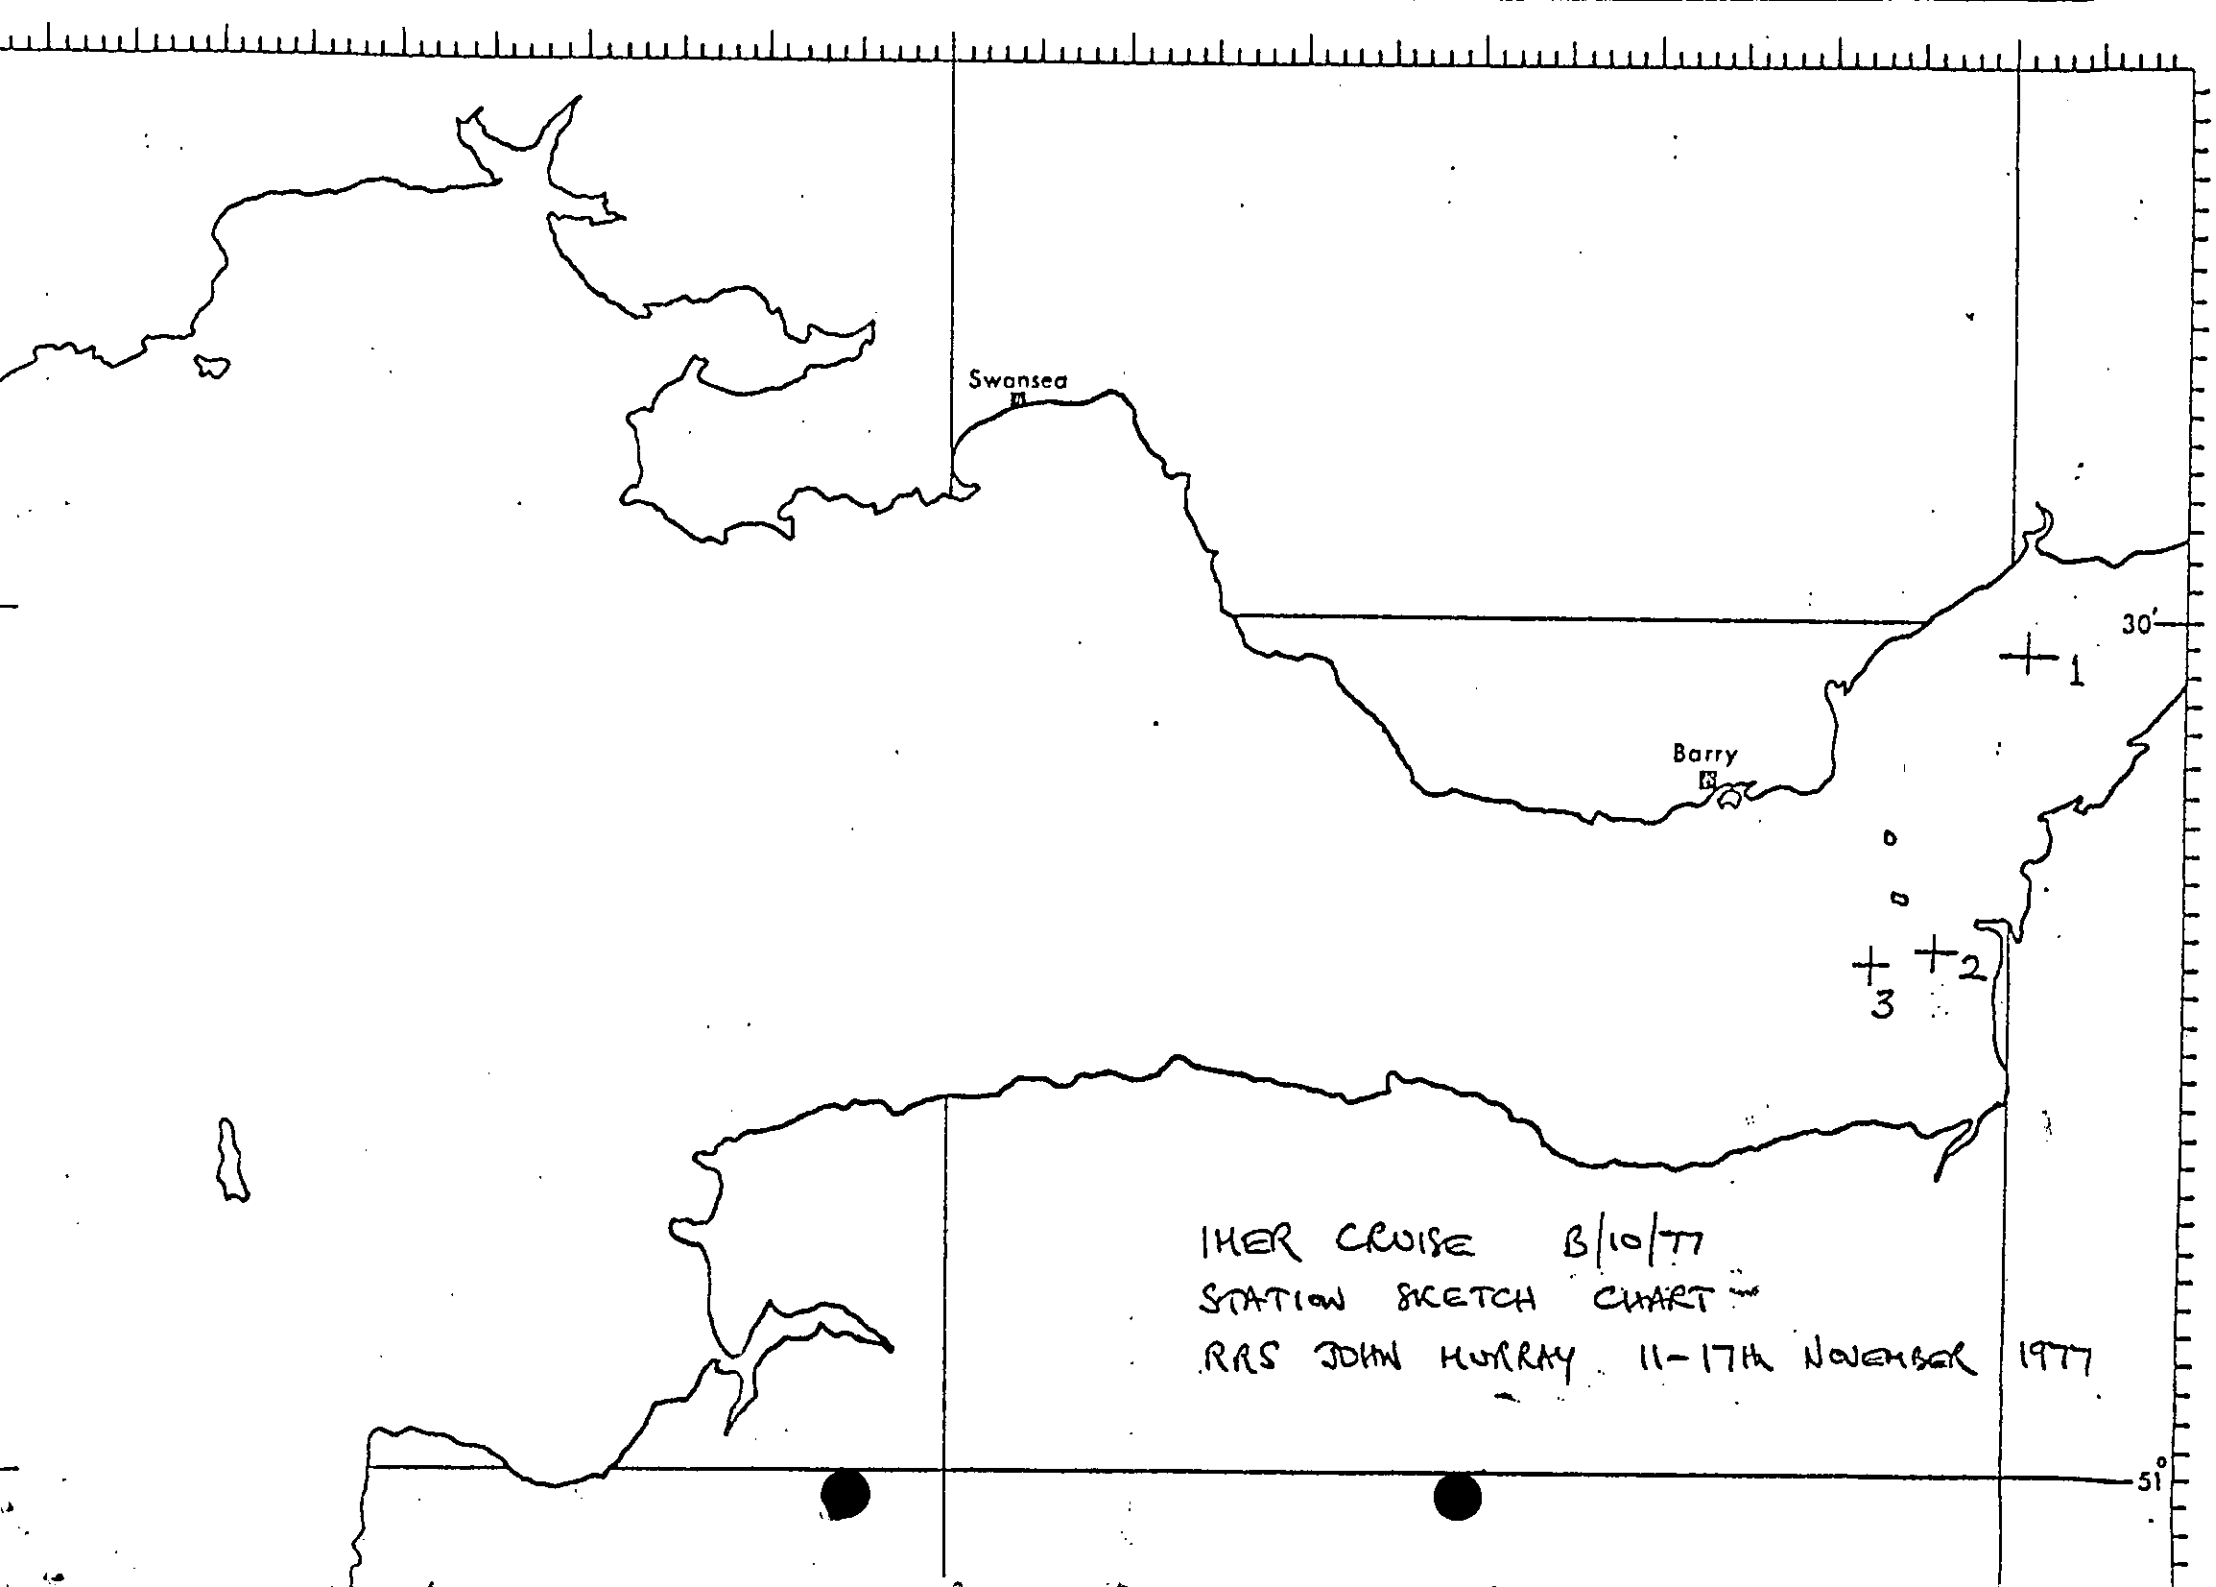 Swansea
30'
1
Barry
2
3
IMER CRUISE B/10/77
STATION SKETCH CHART
RRS JOHN MURRAY 11-17th NOVEMBER 1977
51°